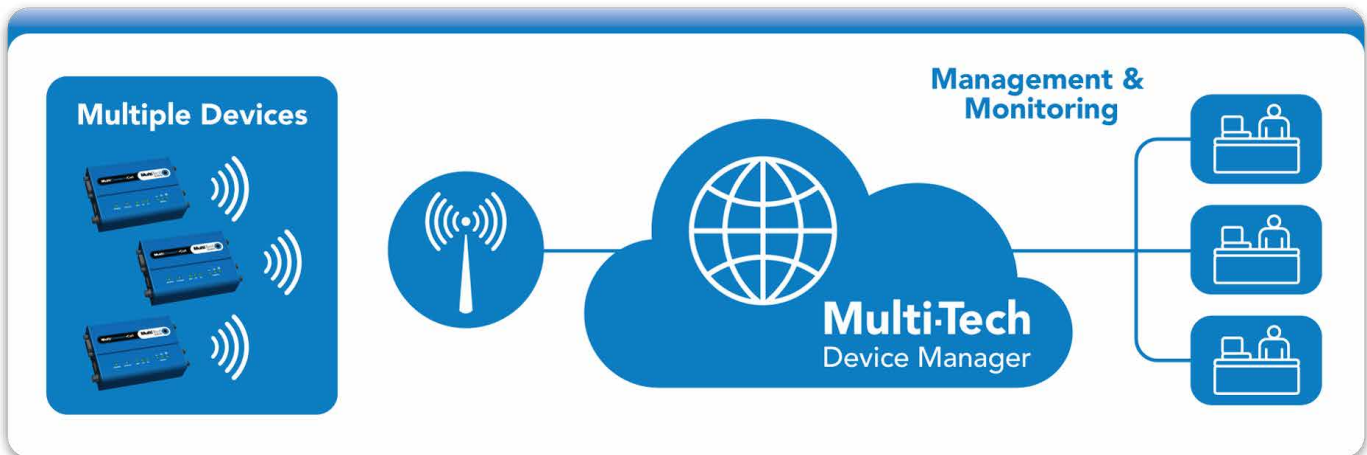 Multiple Devices
Management &
Monitoring
Multi-Tech
Device Manager